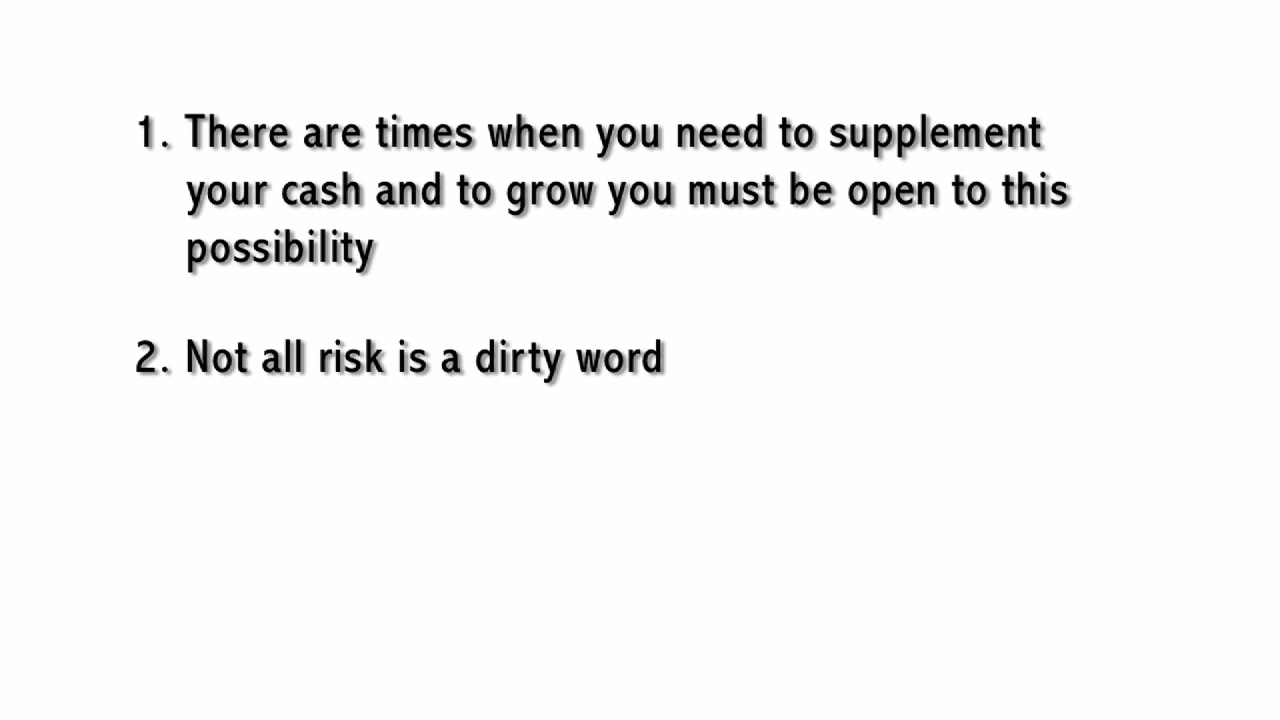 1. There are times when you need to supplement
your cash and to grow you must be open to this
possibility
2. Not all risk is a dirty word